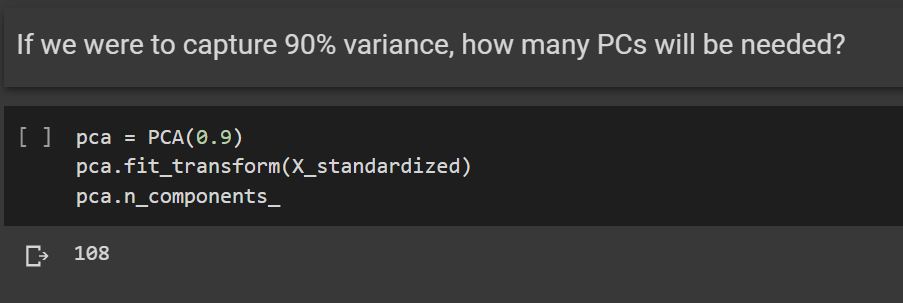 If we were to capture 90% variance, how many PCs will be needed?
[ ] pca = PCA(0.9)
pca.fit_transform(X_standardized)
pca.n_components_
108